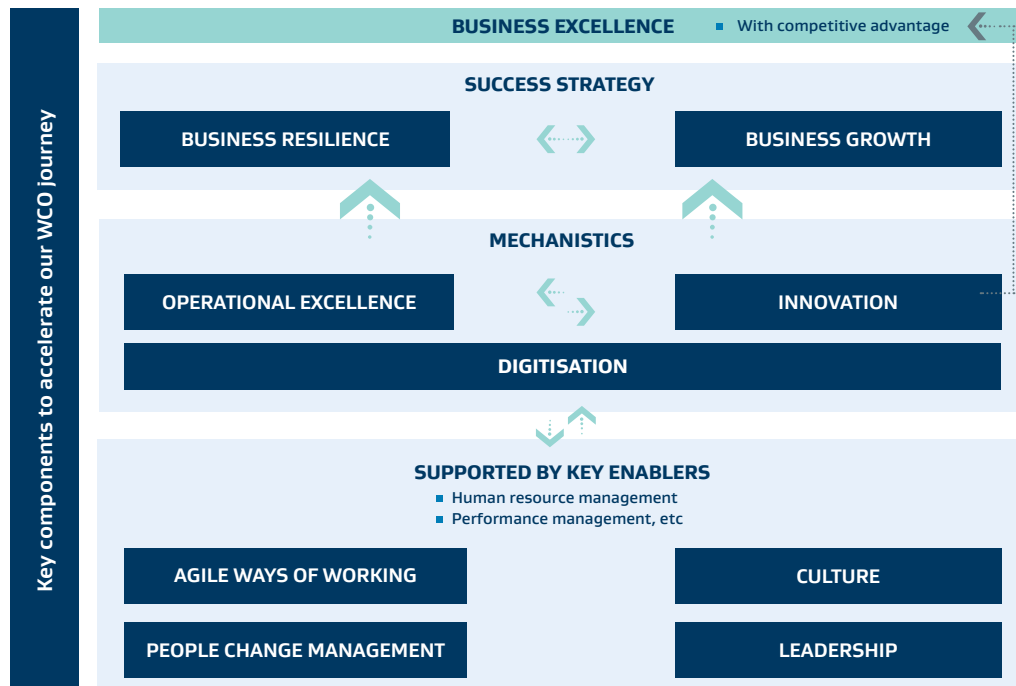 Key components to accelerate our WCO journey
BUSINESS EXCELLENCE
With competitive advantage
SUCCESS STRATEGY
BUSINESS RESILIENCE
BUSINESS GROWTH
MECHANISTICS
OPERATIONAL EXCELLENCE
INNOVATION
DIGITISATION
SUPPORTED BY KEY ENABLERS
Human resource management
Performance management, etc
AGILE WAYS OF WORKING
CULTURE
PEOPLE CHANGE MANAGEMENT
LEADERSHIP